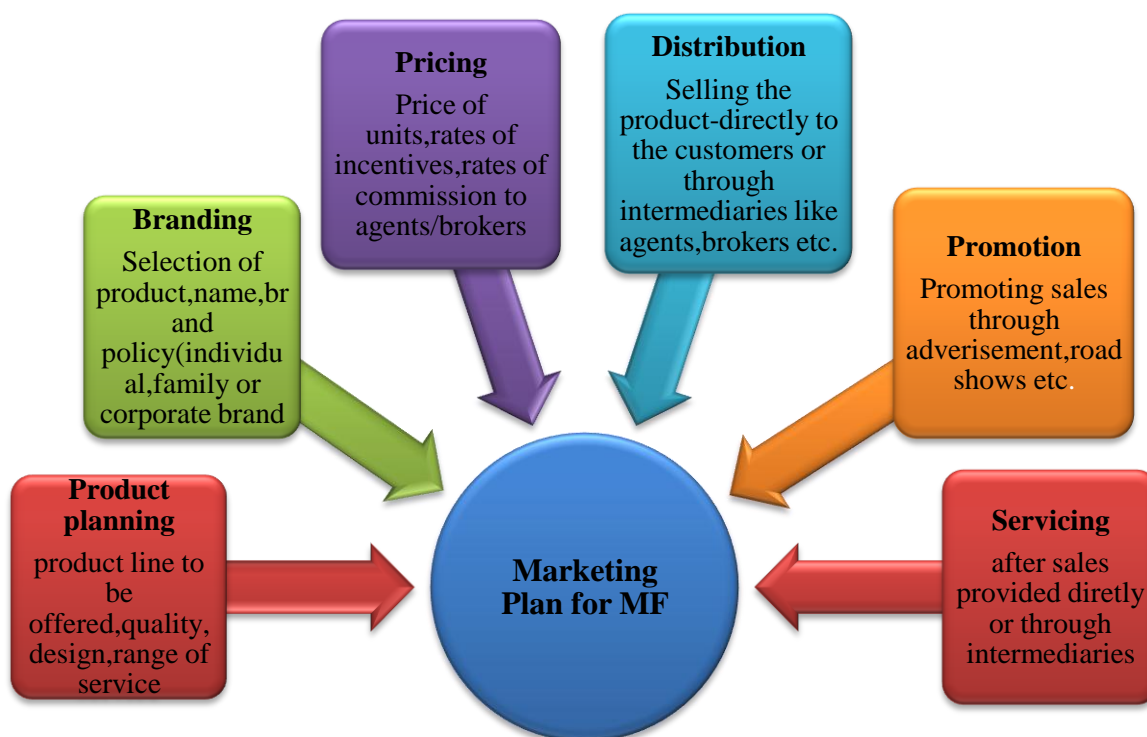 Product
planning
product line to
be
offered,quality,
design,range of
service
Branding
Selection of
product,name,br
and
policy(individu
al,family or
corporate brand
Pricing
Price of
units,rates of
incentives,rates of
commission to
agents/brokers
Distribution
Selling the
product-directly to
the customers or
through
intermediaries like
agents,brokers etc.
Promotion
Promoting sales
through
adverisement,road
shows etc.
Servicing
after sales
provided diretly
or through
intermediaries
Marketing
Plan for MF